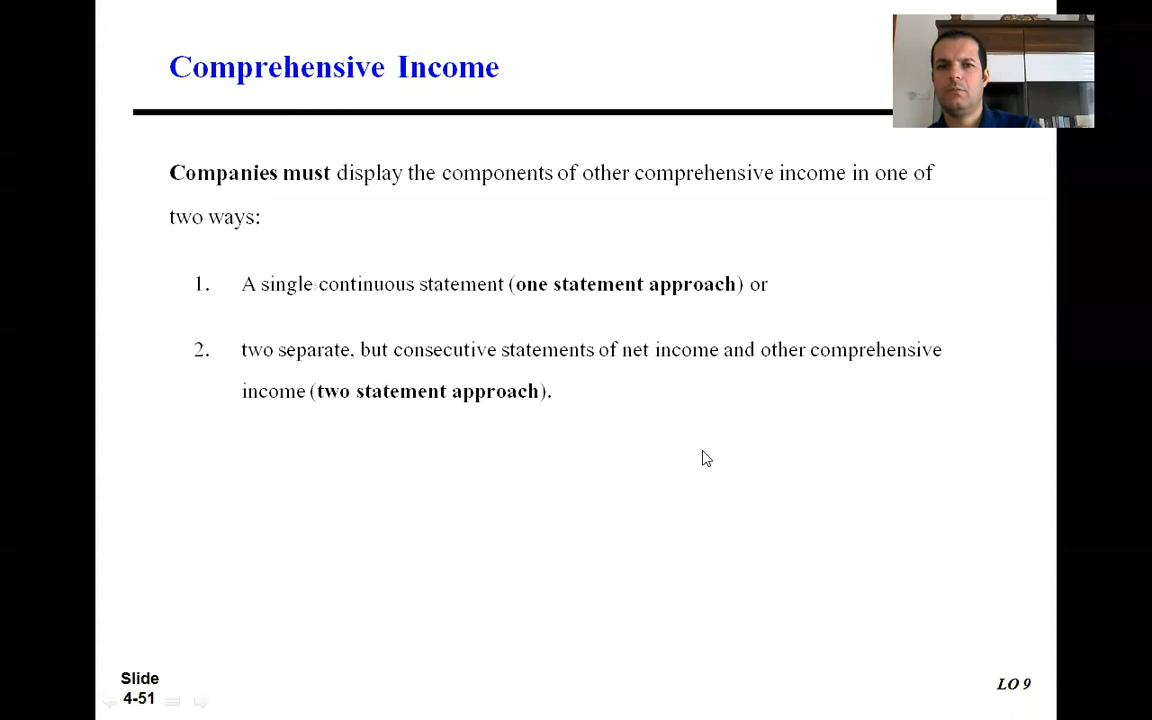 Comprehensive Income
Companies must display the components of other comprehensive income in one of
two ways:
1. A single continuous statement (one statement approach) or
2. two separate, but consecutive statements of net income and other comprehensive
income (two statement approach).
Slide
4-51
LO 9